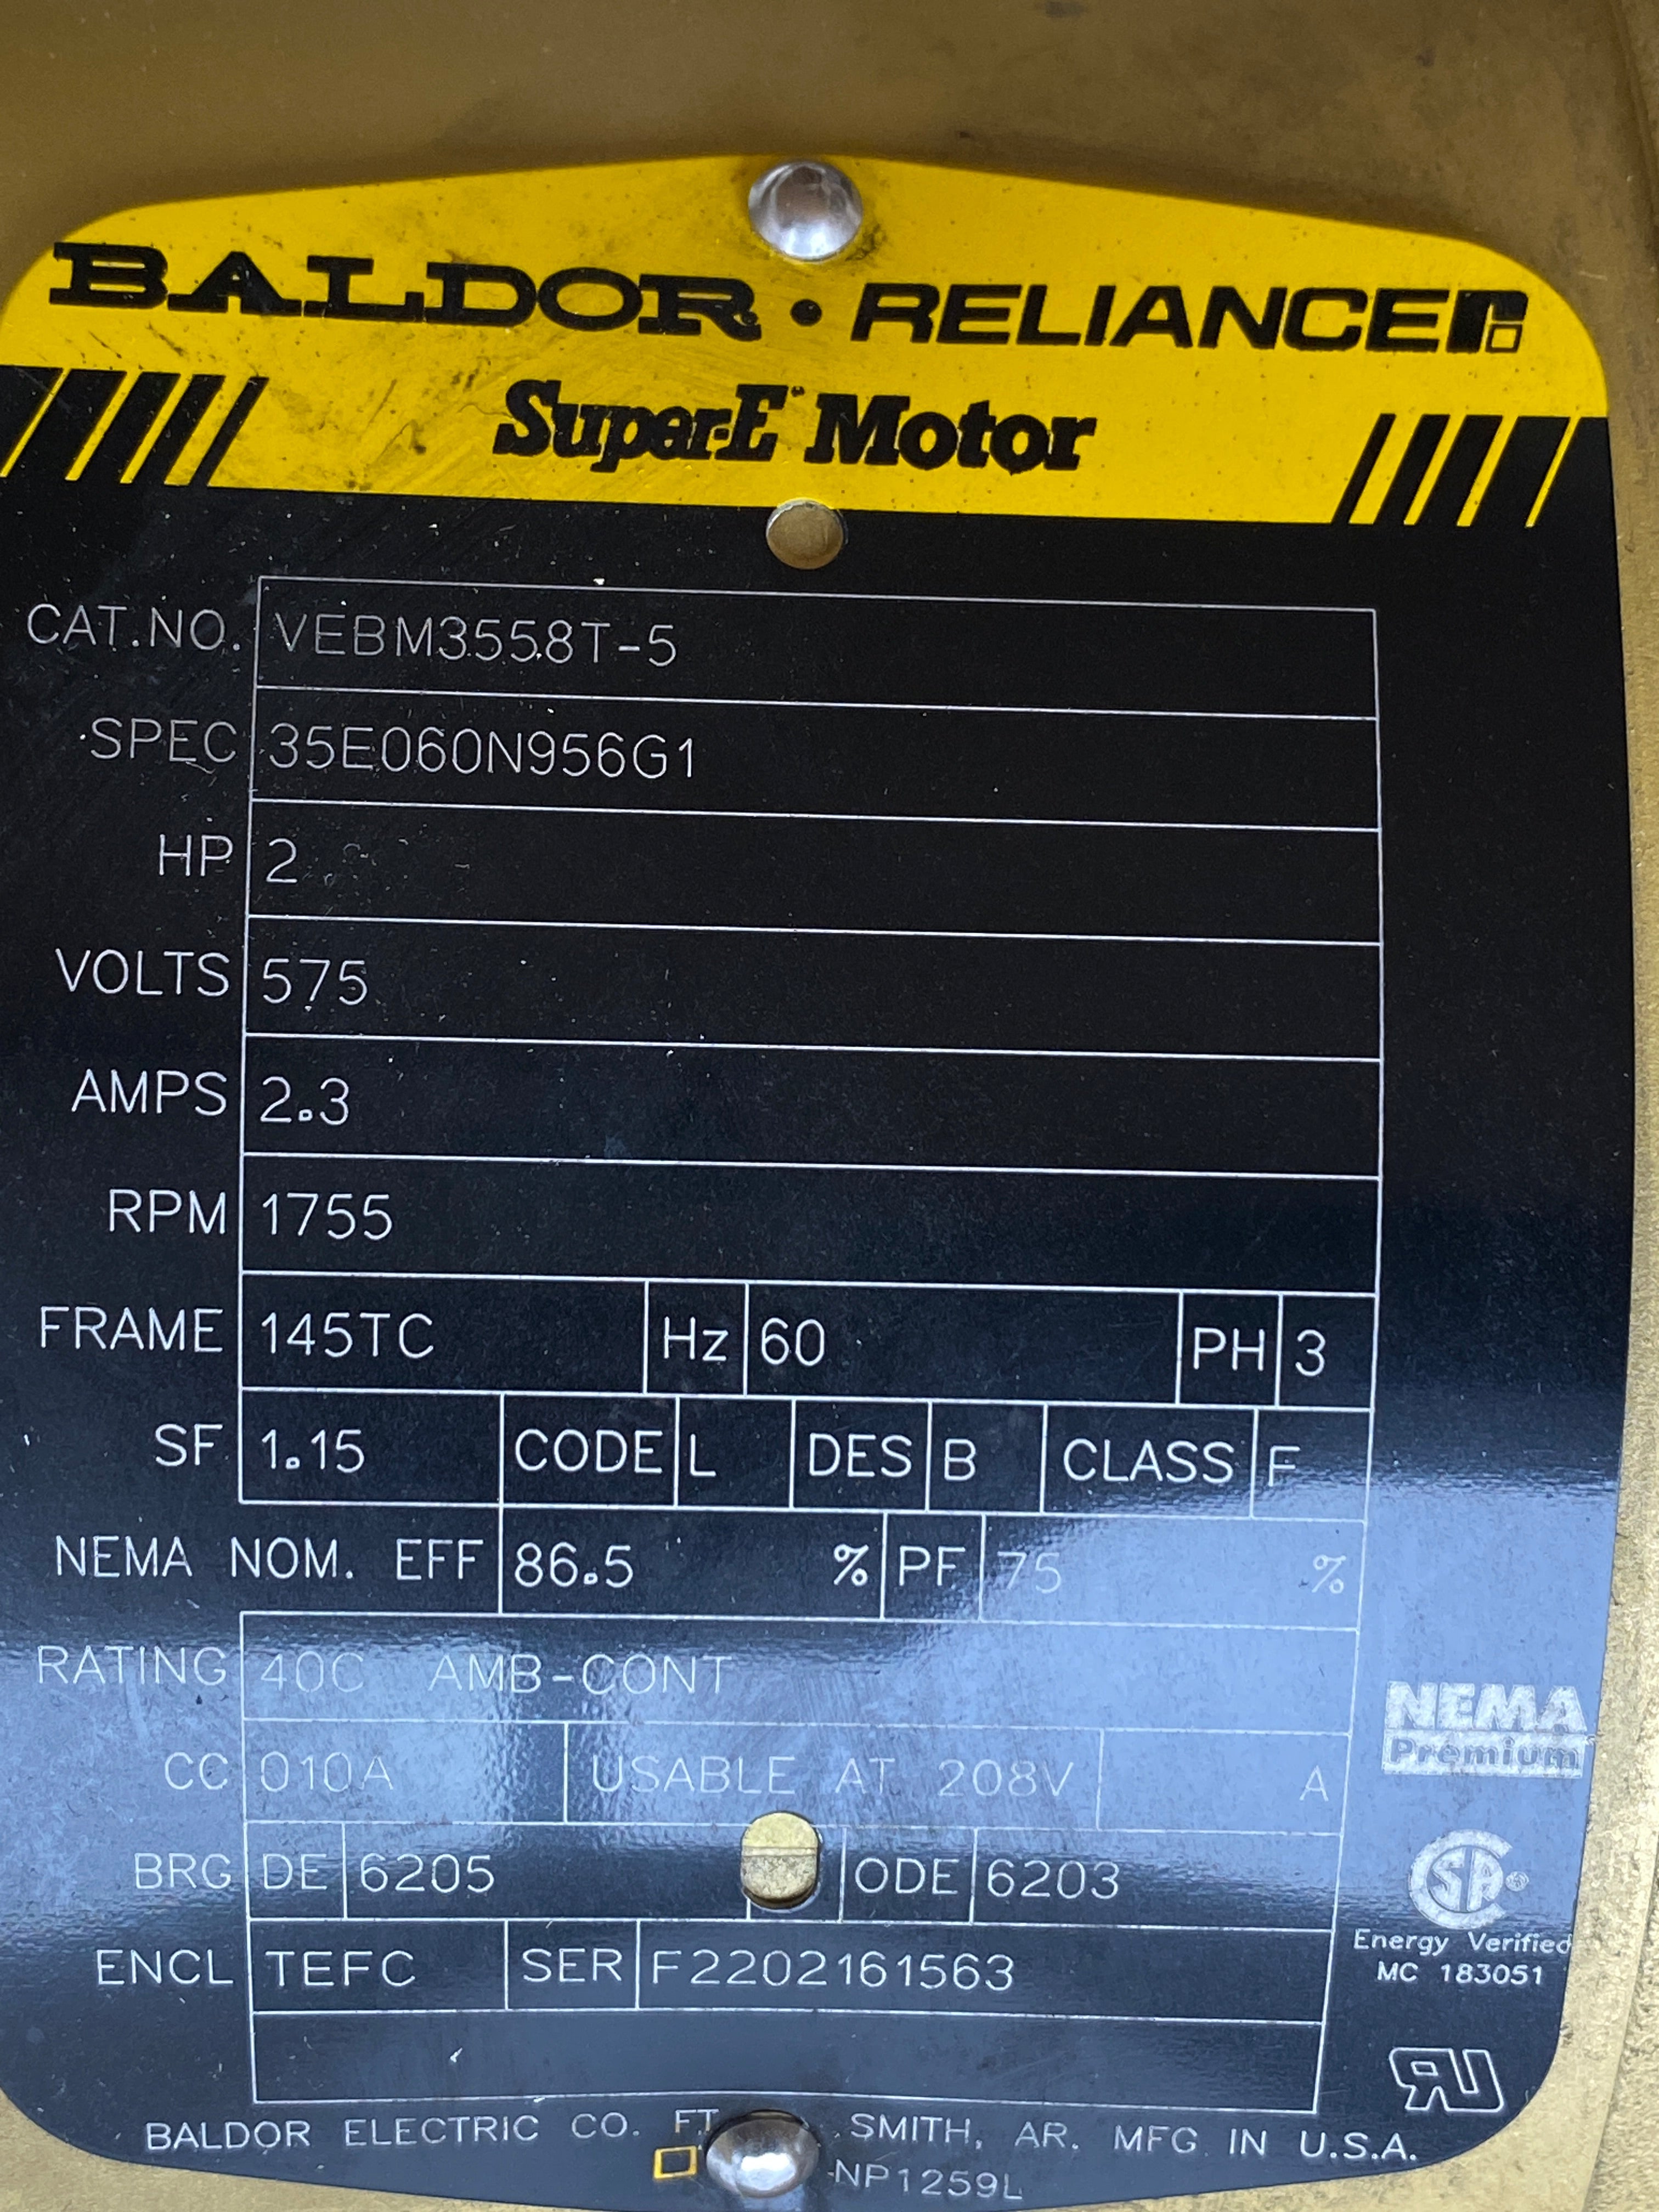 BALDOR • RELIANCE
Super-E Motor
CAT.NO. VEBM3558T-5
SPEC 35E060N956G1
HP 2
VOLTS 575
AMPS 2.3
RPM 1755
FRAME 145TC Hz 60 PH 3
SF 1.15 CODE L DES B CLASS F
NEMA NOM. EFF 86.5 % PF 75 %
RATING 40C AMB-CONT
NEMA
Premium
CC 010A USABLE AT 208V A
BRG DE 6205 ODE 6203
SA
Energy Verified
MC 183051
ENCL TEFC SER F2202161563
RU
BALDOR ELECTRIC CO. FT. SMITH, AR. MFG. IN U.S.A.
NP1259L